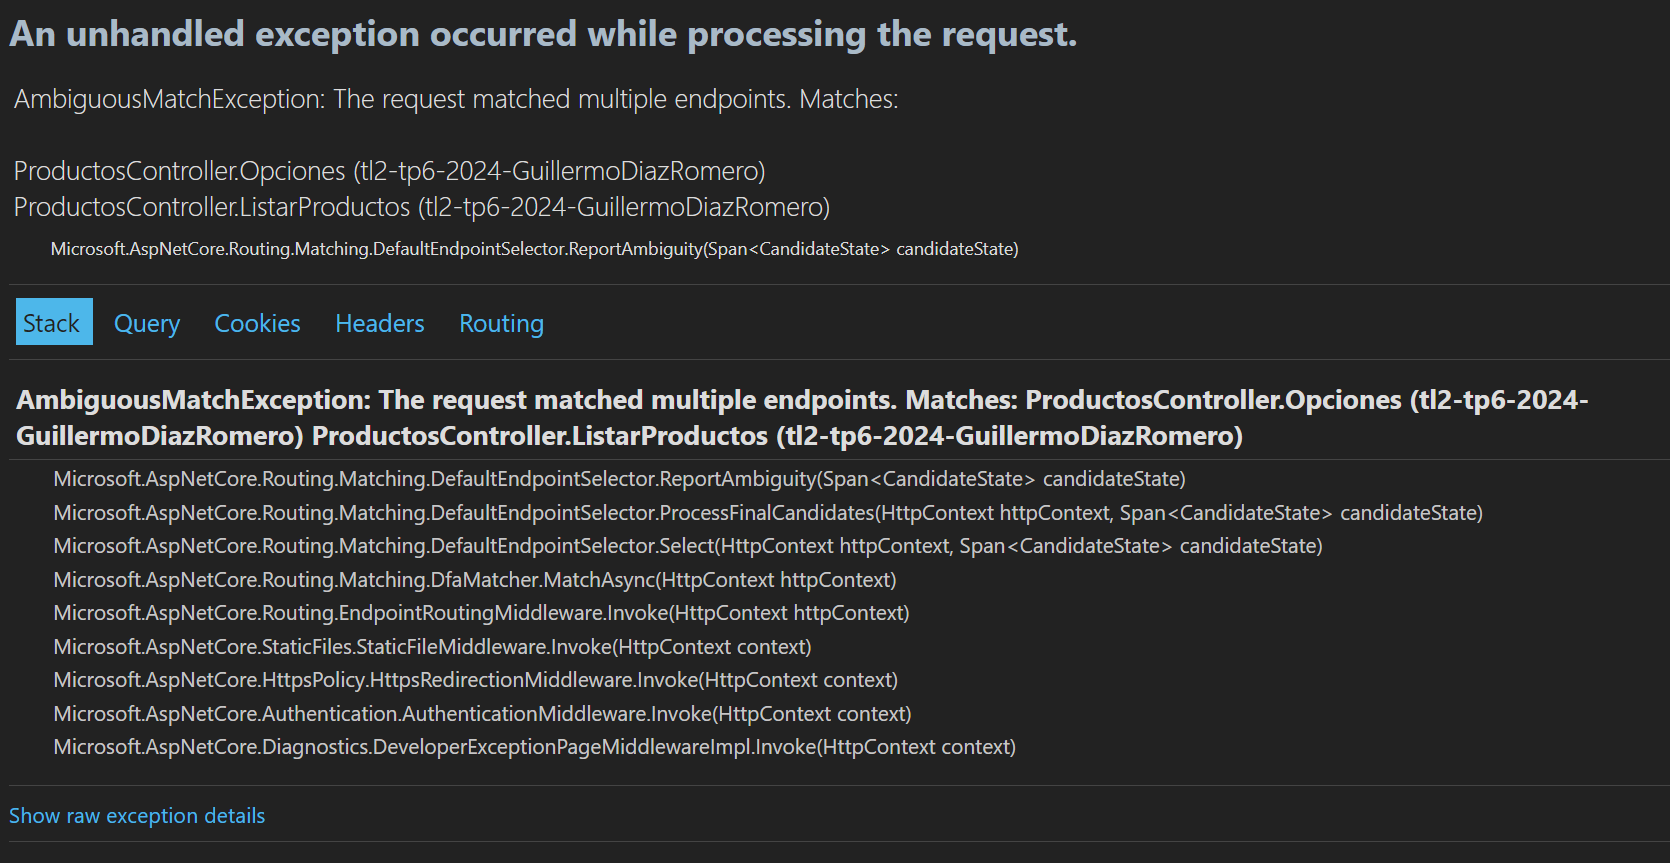 An unhandled exception occurred while processing the request.
AmbiguousMatchException: The request matched multiple endpoints. Matches:
ProductosController.Opciones (tl2-tp6-2024-GuillermoDiazRomero)
ProductosController.ListarProductos (tl2-tp6-2024-GuillermoDiazRomero)
Microsoft.AspNetCore.Routing.Matching.DefaultEndpointSelector.ReportAmbiguity(Span<CandidateState> candidateState)
Stack Query Cookies Headers Routing
AmbiguousMatchException: The request matched multiple endpoints. Matches: ProductosController.Opciones (tl2-tp6-2024-
GuillermoDiazRomero) ProductosController.ListarProductos (tl2-tp6-2024-GuillermoDiazRomero)
Microsoft.AspNetCore.Routing.Matching.DefaultEndpointSelector.ReportAmbiguity(Span<CandidateState> candidateState)
Microsoft.AspNetCore.Routing.Matching.DefaultEndpointSelector.ProcessFinalCandidates(HttpContext httpContext, Span<CandidateState> candidateState)
Microsoft.AspNetCore.Routing.Matching.DefaultEndpointSelector.Select(HttpContext httpContext, Span<CandidateState> candidateState)
Microsoft.AspNetCore.Routing.Matching.DfaMatcher.MatchAsync(HttpContext httpContext)
Microsoft.AspNetCore.Routing.EndpointRoutingMiddleware.Invoke(HttpContext httpContext)
Microsoft.AspNetCore.StaticFiles.StaticFileMiddleware.Invoke(HttpContext context)
Microsoft.AspNetCore.HttpsPolicy.HttpsRedirectionMiddleware.Invoke(HttpContext context)
Microsoft.AspNetCore.Authentication.AuthenticationMiddleware.Invoke(HttpContext context)
Microsoft.AspNetCore.Diagnostics.DeveloperExceptionPageMiddlewareImpl.Invoke(HttpContext context)
Show raw exception details